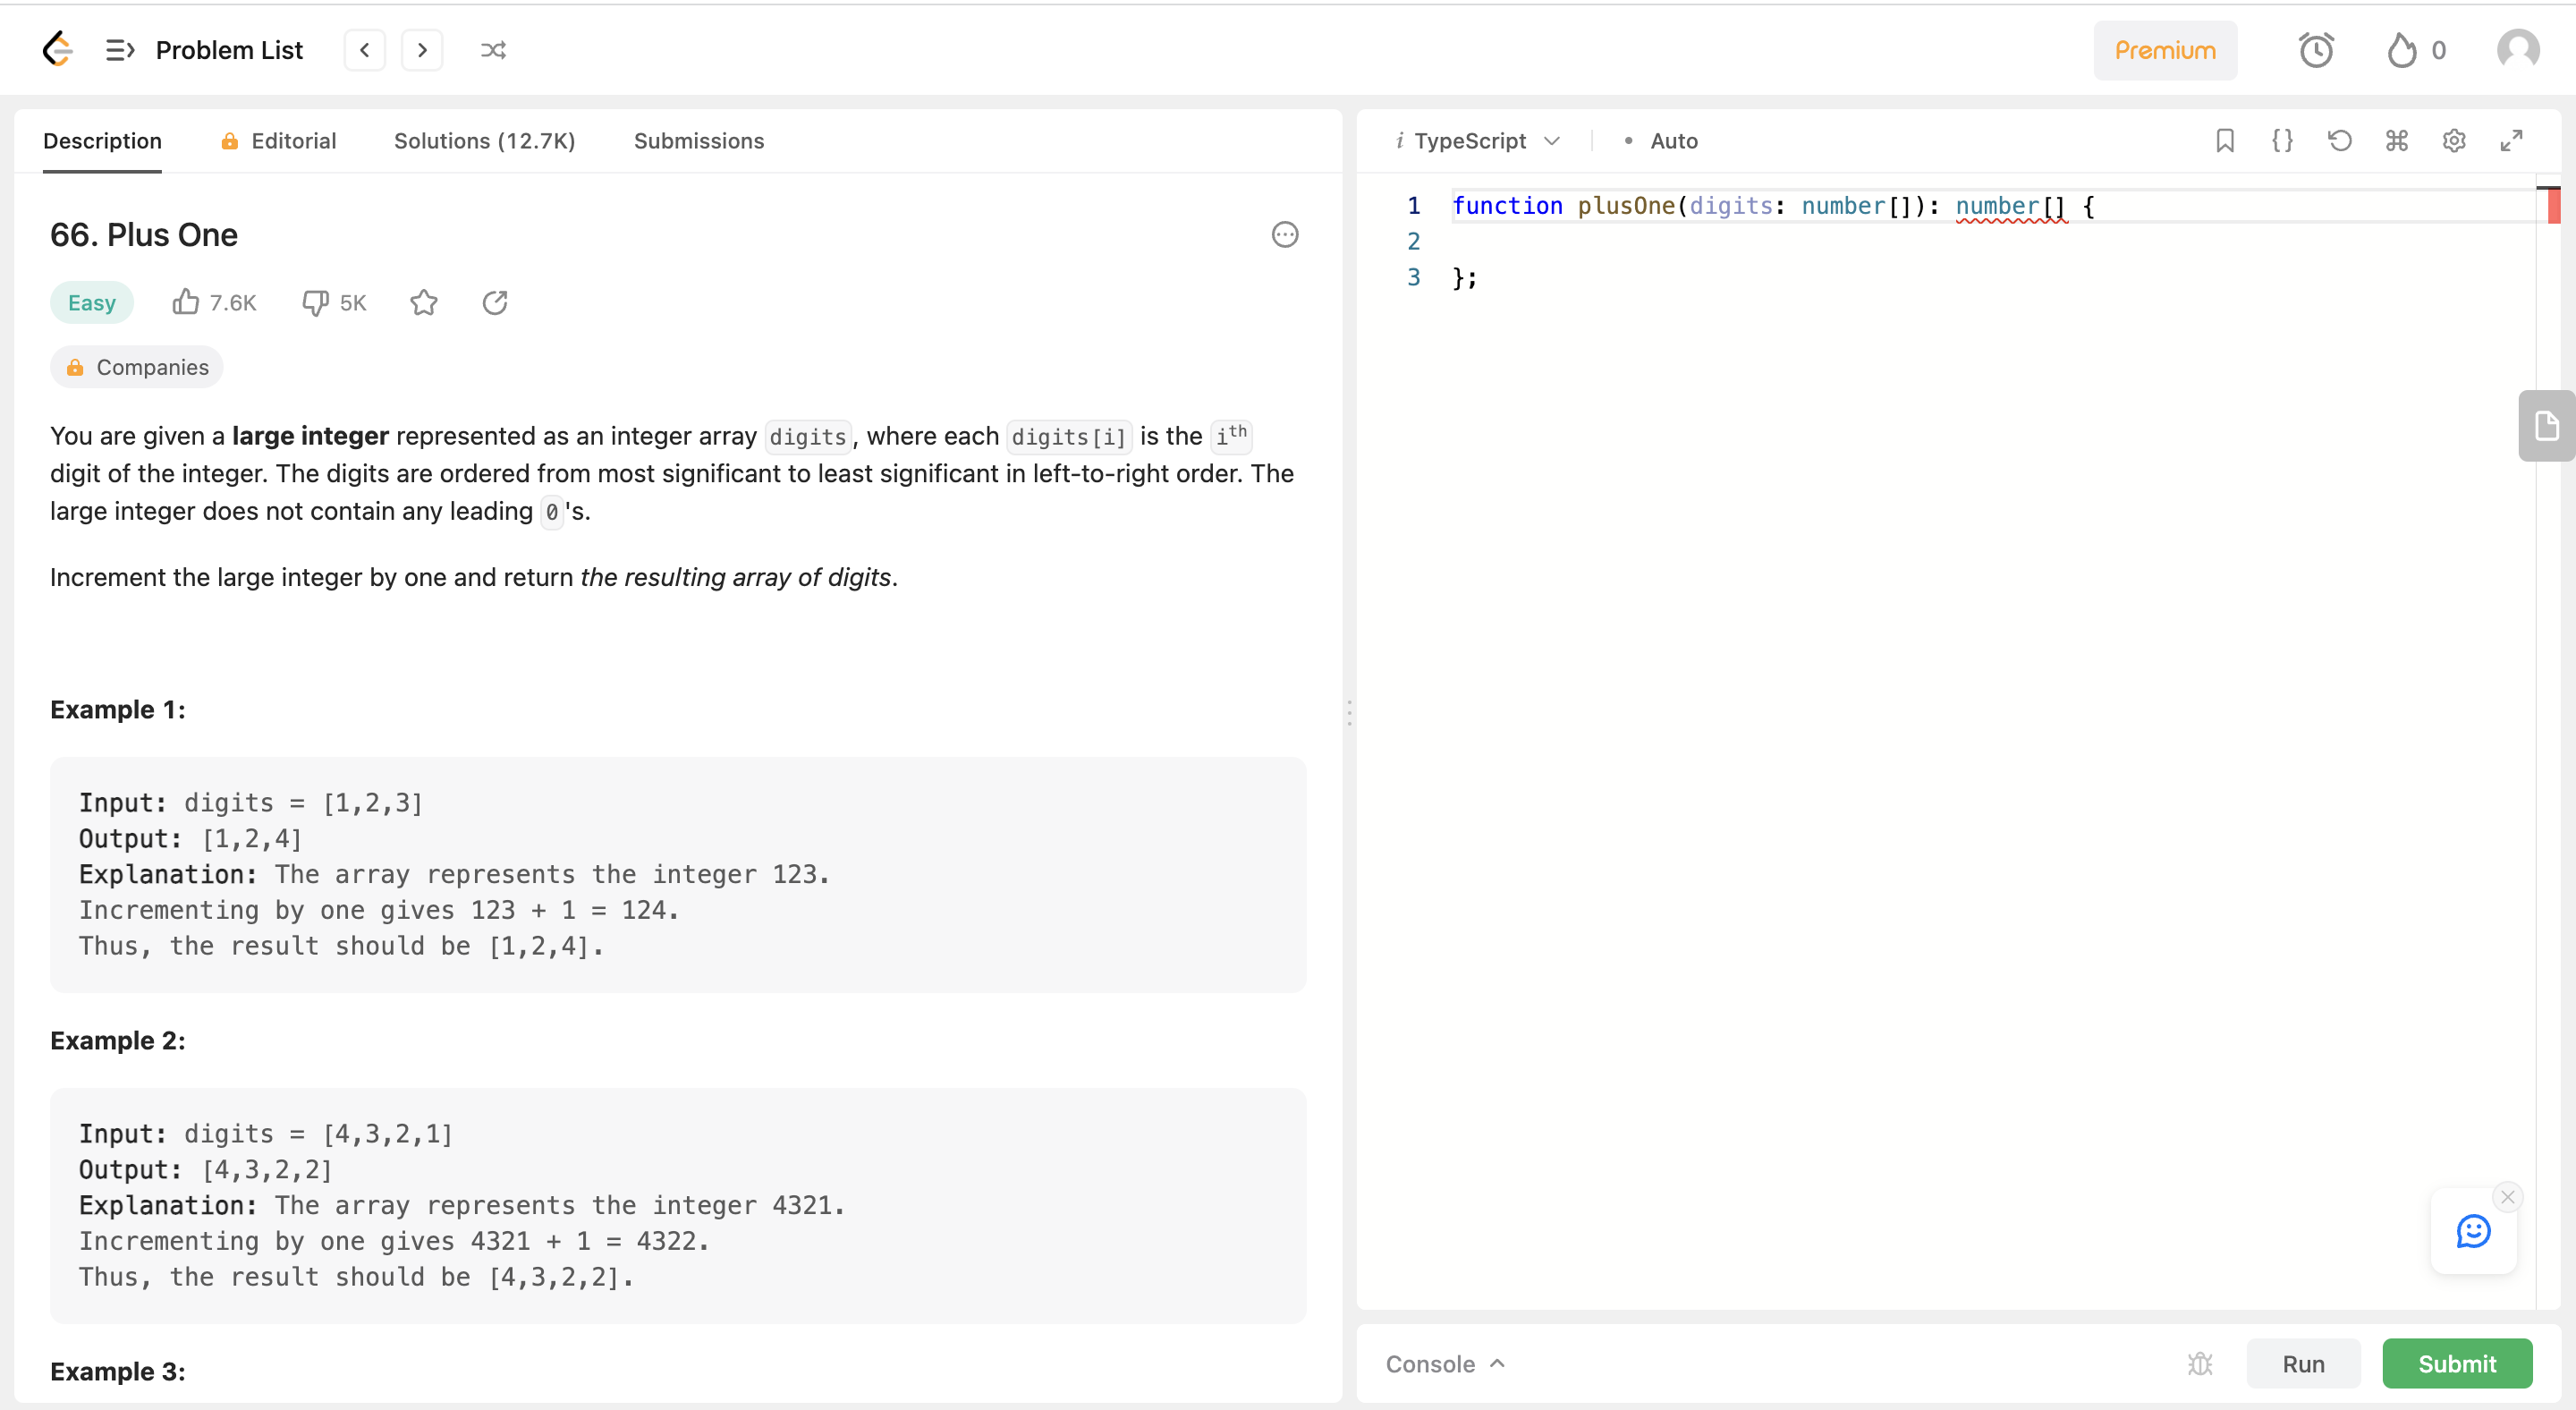 Problem List
Premium
0
Description
Editorial
Solutions (12.7K)
Submissions
66. Plus One
Easy
7.6K
5K
Companies
You are given a large integer represented as an integer array digits, where each digits[i] is the ith
digit of the integer. The digits are ordered from most significant to least significant in left-to-right order. The
large integer does not contain any leading 0's.
Increment the large integer by one and return the resulting array of digits.
Example 1:
Input: digits = [1,2,3]
Output: [1,2,4]
Explanation: The array represents the integer 123.
Incrementing by one gives 123 + 1 = 124.
Thus, the result should be [1,2,4].
Example 2:
Input: digits = [4,3,2,1]
Output: [4,3,2,2]
Explanation: The array represents the integer 4321.
Incrementing by one gives 4321 + 1 = 4322.
Thus, the result should be [4,3,2,2].
Example 3:
i TypeScript
Auto
1 function plusOne(digits: number[]): number[] {
2
3 };
Console
Run
Submit